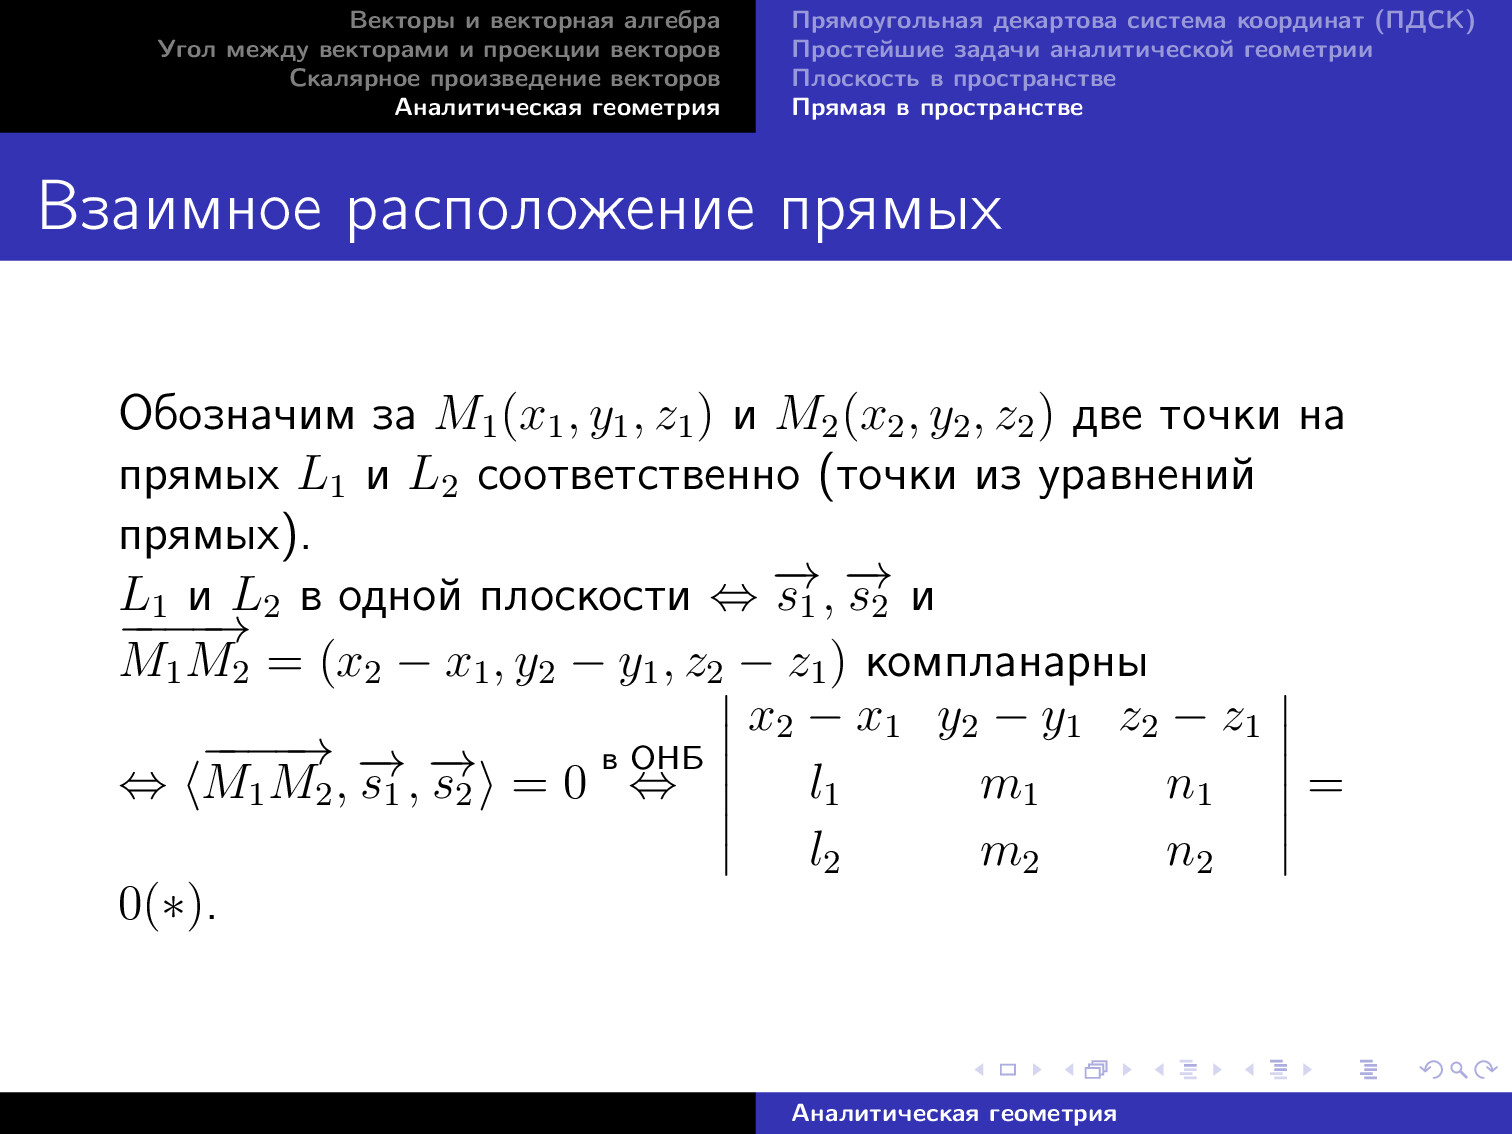 Векторы и векторная алгебра
Угол между векторами и проекции векторов
Скалярное произведение векторов
Аналитическая геометрия
Прямоугольная декартова система координат (ПДСК)
Простейшие задачи аналитической геометрии
Плоскость в пространстве
Прямая в пространстве
Взаимное расположение прямых
Обозначим за $M_1(x_1, y_1, z_1)$ и $M_2(x_2, y_2, z_2)$ две точки на
прямых $L_1$ и $L_2$ соответственно (точки из уравнений
прямых).
$L_1$ и $L_2$ в одной плоскости $\Leftrightarrow \overrightarrow{s_1}, \overrightarrow{s_2}$ и
$\overrightarrow{M_1M_2} = (x_2 - x_1, y_2 - y_1, z_2 - z_1)$ компланарны
$\Leftrightarrow \langle \overrightarrow{M_1M_2}, \overrightarrow{s_1}, \overrightarrow{s_2} \rangle = 0 \overset{\text{в ОНБ}}{\Leftrightarrow} \begin{vmatrix} x_2 - x_1 & y_2 - y_1 & z_2 - z_1 \\ l_1 & m_1 & n_1 \\ l_2 & m_2 & n_2 \end{vmatrix} =$
$0(*)$.
Аналитическая геометрия